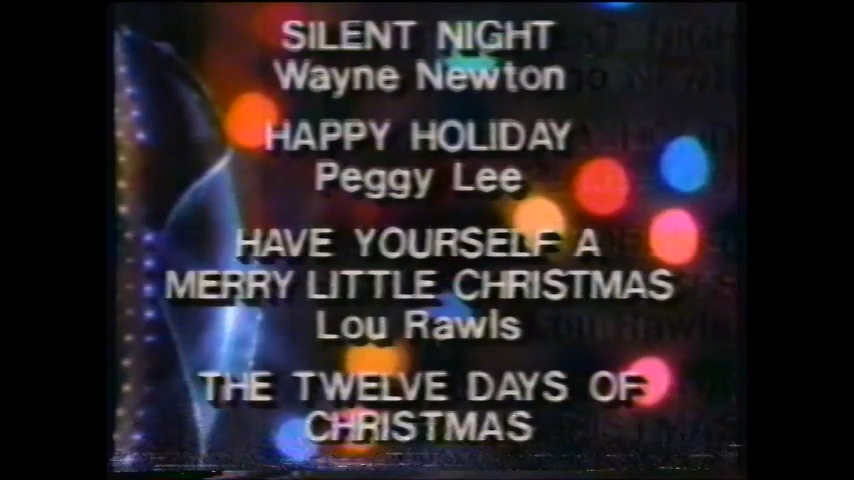 SILENT NIGHT
Wayne Newton
HAPPY HOLIDAY
Peggy Lee
HAVE YOURSELF A
MERRY LITTLE CHRISTMAS
Lou Rawls
THE TWELVE DAYS OF
CHRISTMAS